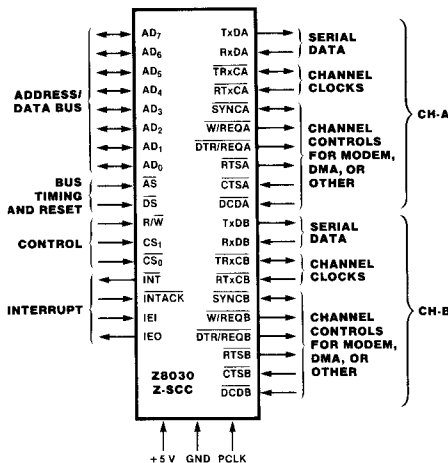 ADDRESS/
DATA BUS
BUS
TIMING
AND RESET
CONTROL
INTERRUPT
AD7
AD6
AD5
AD4
AD3
AD2
AD1
AD0
AS
DS
R/W
CS1
CS0
INT
INTACK
IEI
IEO
Z8030
Z-SCC
TxDA
RxDA
TRxCA
RTxCA
SYNCA
W/REQA
DTR/REQA
RTSA
CTSA
DCDA
TxDB
RxDB
TRxCB
RTxCB
SYNCB
W/REQB
DTR/REQB
RTSB
CTSB
DCDB
SERIAL
DATA
CHANNEL
CLOCKS
CHANNEL
CONTROLS
FOR MODEM,
DMA, OR
OTHER
CH-A
SERIAL
DATA
CHANNEL
CLOCKS
CHANNEL
CONTROLS
FOR MODEM,
DMA, OR
OTHER
CH-B
+5 V GND PCLK